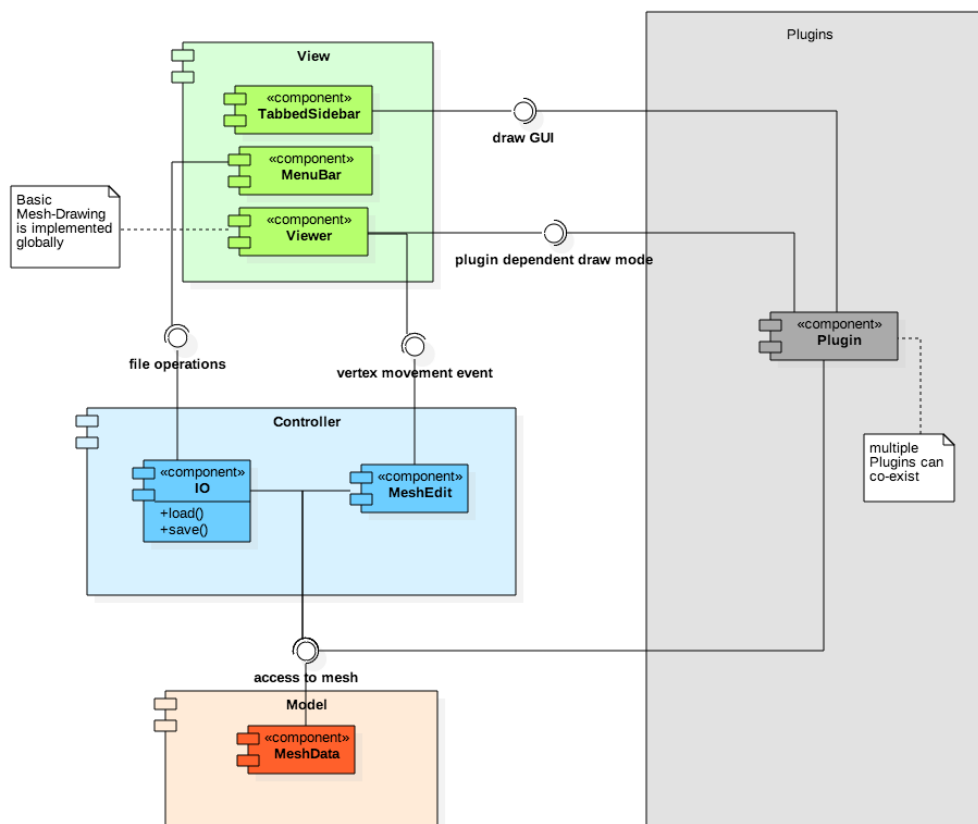 Plugins
View
«component»
TabbedSidebar
draw GUI
«component»
MenuBar
Basic
Mesh-Drawing
is implemented
globally
«component»
Viewer
plugin dependent draw mode
«component»
Plugin
file operations
vertex movement event
multiple
Plugins can
co-exist
Controller
«component»
IO
+load()
+save()
«component»
MeshEdit
access to mesh
Model
«component»
MeshData